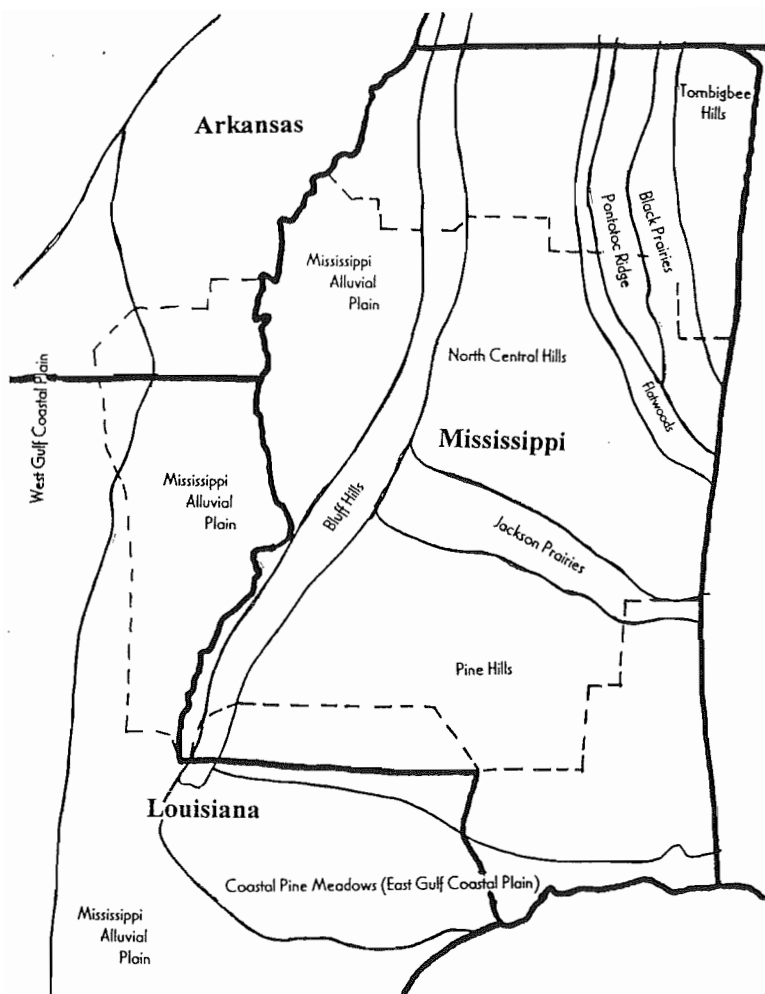 Tombigbee
Hills
Arkansas
Pontotoc Ridge
Black Prairies
Mississippi
Alluvial
Plain
North Central Hills
West Gulf Coastal Plain
Flatwoods
Mississippi
Mississippi
Alluvial
Plain
Bluff Hills
Jackson Prairies
Pine Hills
Louisiana
Coastal Pine Meadows (East Gulf Coastal Plain)
Mississippi
Alluvial
Plain